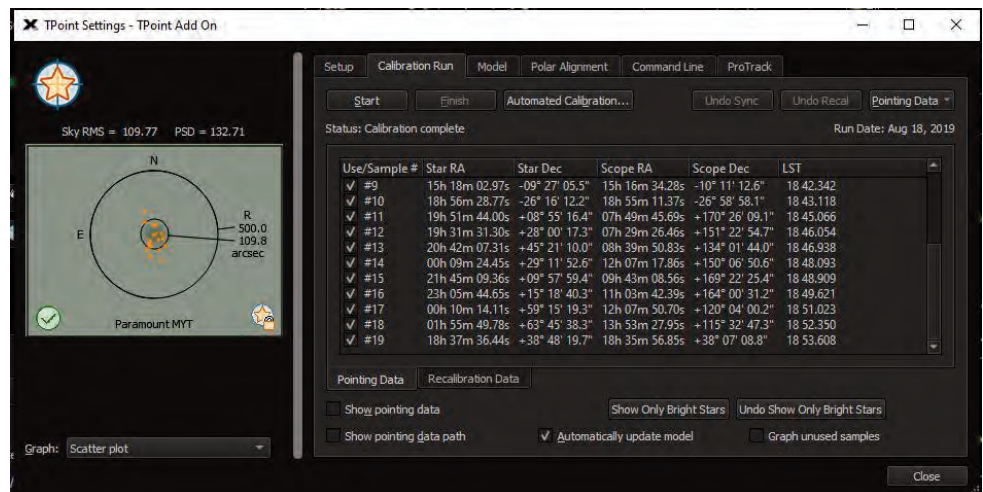 TPoint Settings - TPoint Add On
Sky RMS = 109.77 PSD = 132.71
N
E
R
500.0
109.8
arcsec
Paramount MYT
Graph: Scatter plot
Setup Calibration Run Model Polar Alignment Command Line ProTrack
Start Finish Automated Calibration... Undo Sync Undo Recal Pointing Data
Status: Calibration complete Run Date: Aug 18, 2019
Use/Sample # Star RA Star Dec Scope RA Scope Dec LST
#9 15h 18m 02.97s -09° 27' 05.5" 15h 16m 34.28s -10° 11' 12.6" 18 42.342
#10 18h 56m 28.77s -26° 16' 12.2" 18h 55m 11.37s -26° 58' 58.1" 18 43.118
#11 19h 51m 44.00s +08° 55' 16.4" 07h 49m 45.69s +170° 26' 09.1" 18 45.066
#12 19h 31m 31.30s +28° 00' 17.3" 07h 29m 26.46s +151° 22' 54.7" 18 46.054
#13 20h 42m 07.31s +45° 21' 10.0" 08h 39m 50.83s +134° 01' 44.0" 18 46.938
#14 00h 09m 24.45s +29° 11' 52.6" 12h 07m 17.86s +150° 06' 50.6" 18 48.093
#15 21h 45m 09.36s +09° 57' 59.4" 09h 43m 08.56s +169° 22' 25.4" 18 48.909
#16 23h 05m 44.65s +15° 18' 40.3" 11h 03m 42.39s +164° 00' 31.2" 18 49.621
#17 00h 10m 14.11s +59° 15' 19.3" 12h 07m 50.70s +120° 04' 00.2" 18 51.023
#18 01h 55m 49.78s +63° 45' 38.3" 13h 53m 27.95s +115° 32' 47.3" 18 52.350
#19 18h 37m 36.44s +38° 48' 19.7" 18h 35m 56.85s +38° 07' 08.8" 18 53.608
Pointing Data Recalibration Data
Show pointing data Show Only Bright Stars Undo Show Only Bright Stars
Show pointing data path Automatically update model Graph unused samples
Close